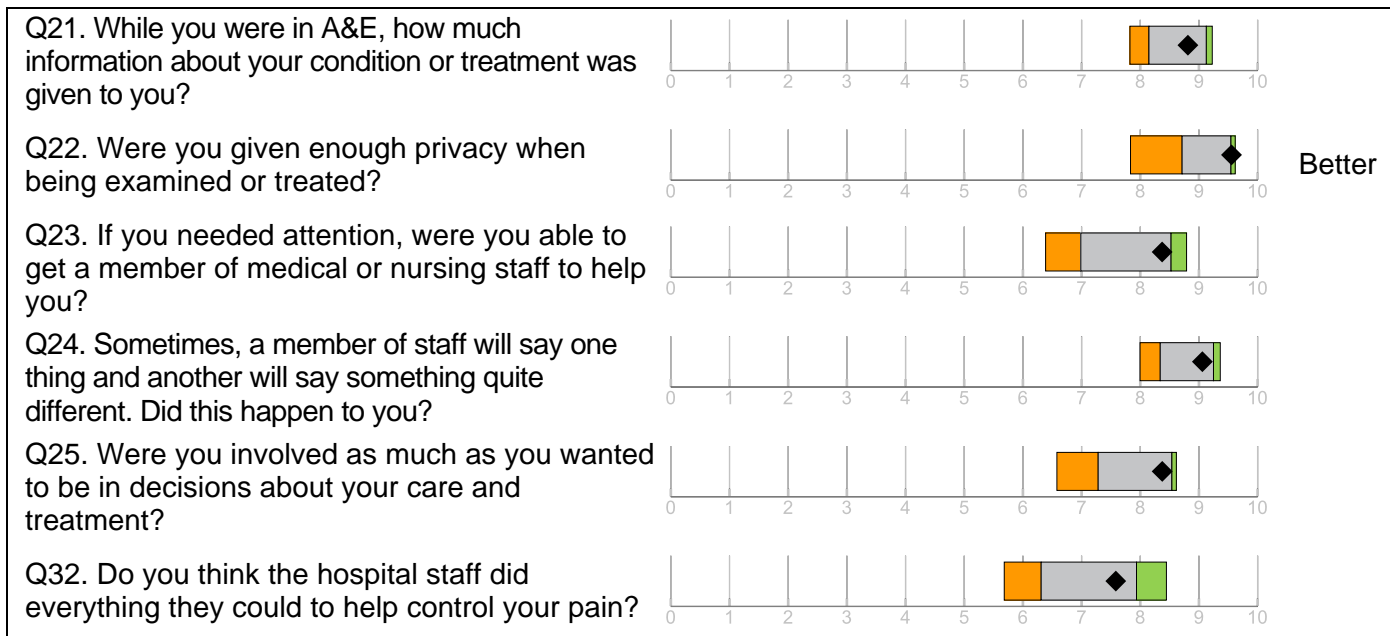 Q21. While you were in A&E, how much
information about your condition or treatment was
given to you?
0 1 2 3 4 5 6 7 8 9 10
Q22. Were you given enough privacy when
being examined or treated?
0 1 2 3 4 5 6 7 8 9 10
Better
Q23. If you needed attention, were you able to
get a member of medical or nursing staff to help
you?
0 1 2 3 4 5 6 7 8 9 10
Q24. Sometimes, a member of staff will say one
thing and another will say something quite
different. Did this happen to you?
0 1 2 3 4 5 6 7 8 9 10
Q25. Were you involved as much as you wanted
to be in decisions about your care and
treatment?
0 1 2 3 4 5 6 7 8 9 10
Q32. Do you think the hospital staff did
everything they could to help control your pain?
0 1 2 3 4 5 6 7 8 9 10